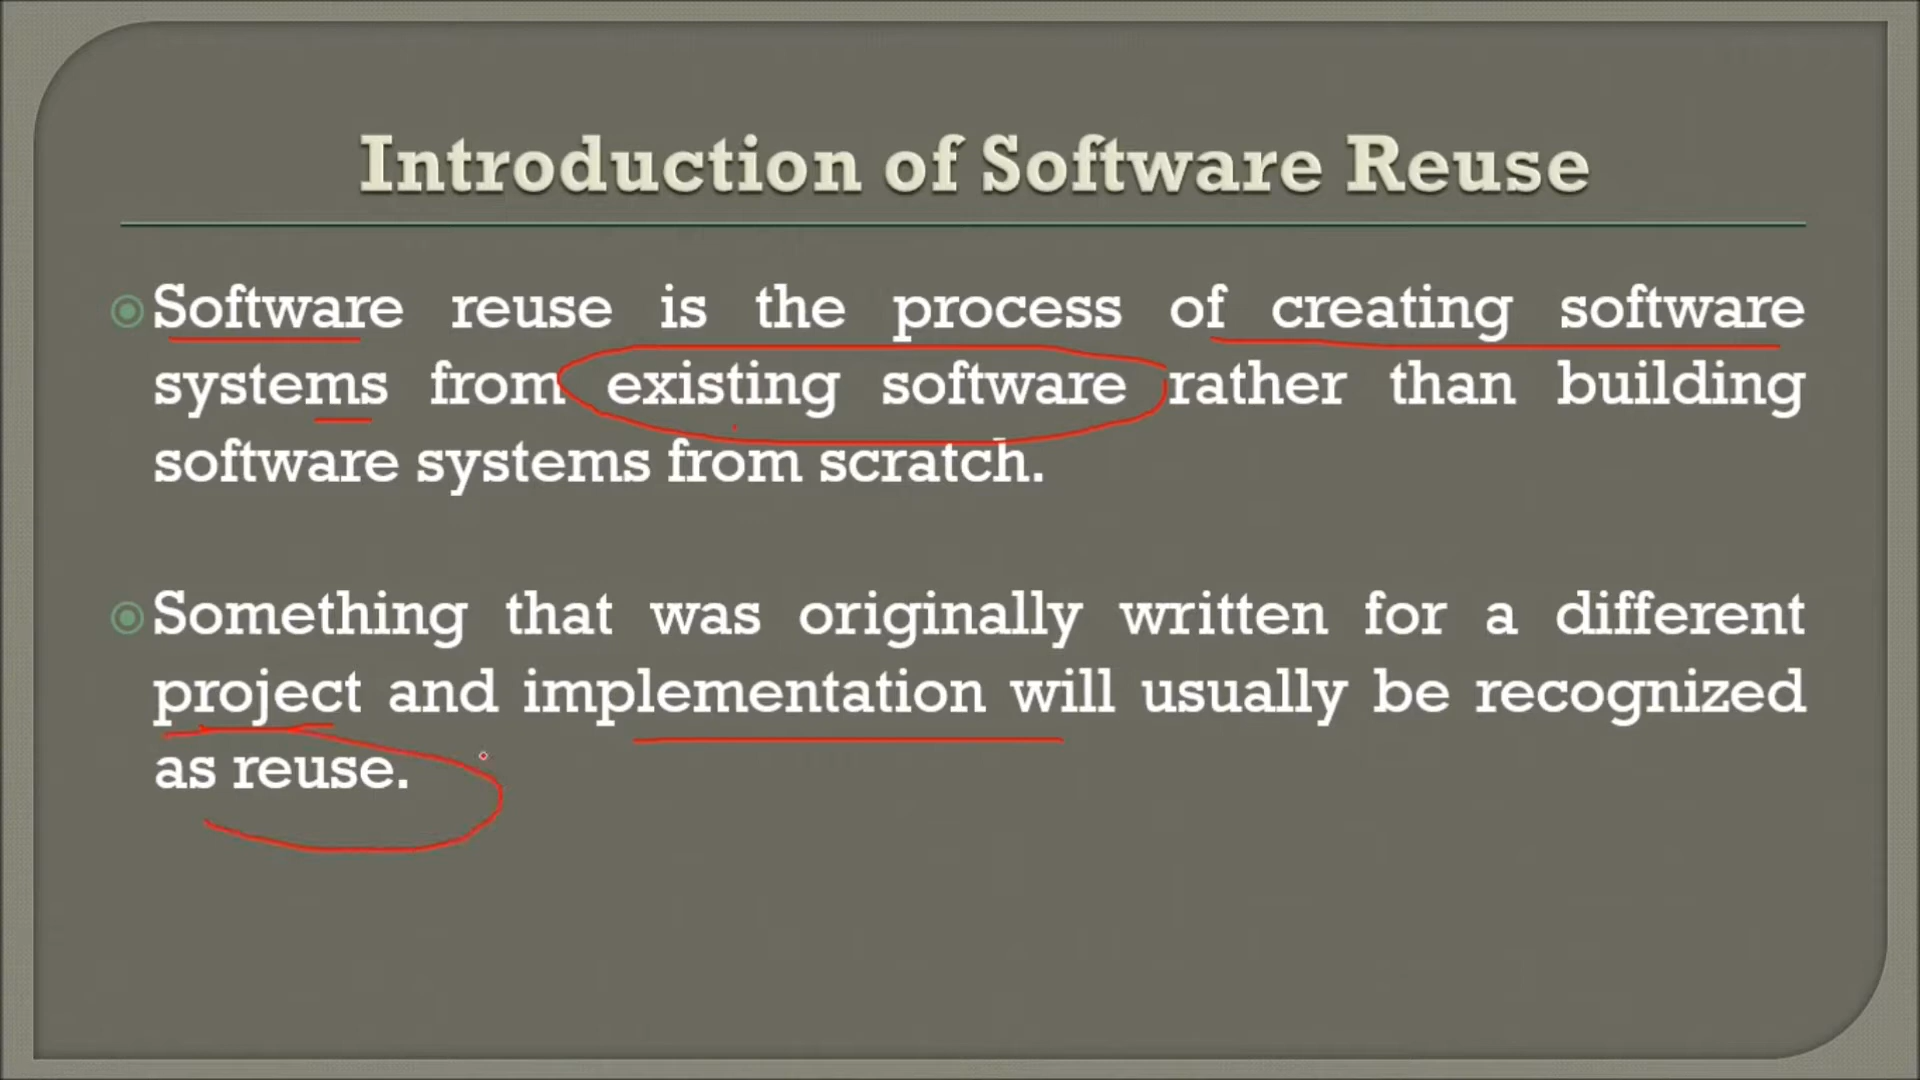 Introduction of Software Reuse
Software reuse is the process of creating software
systems from existing software rather than building
software systems from scratch.
Something that was originally written for a different
project and implementation will usually be recognized
as reuse.